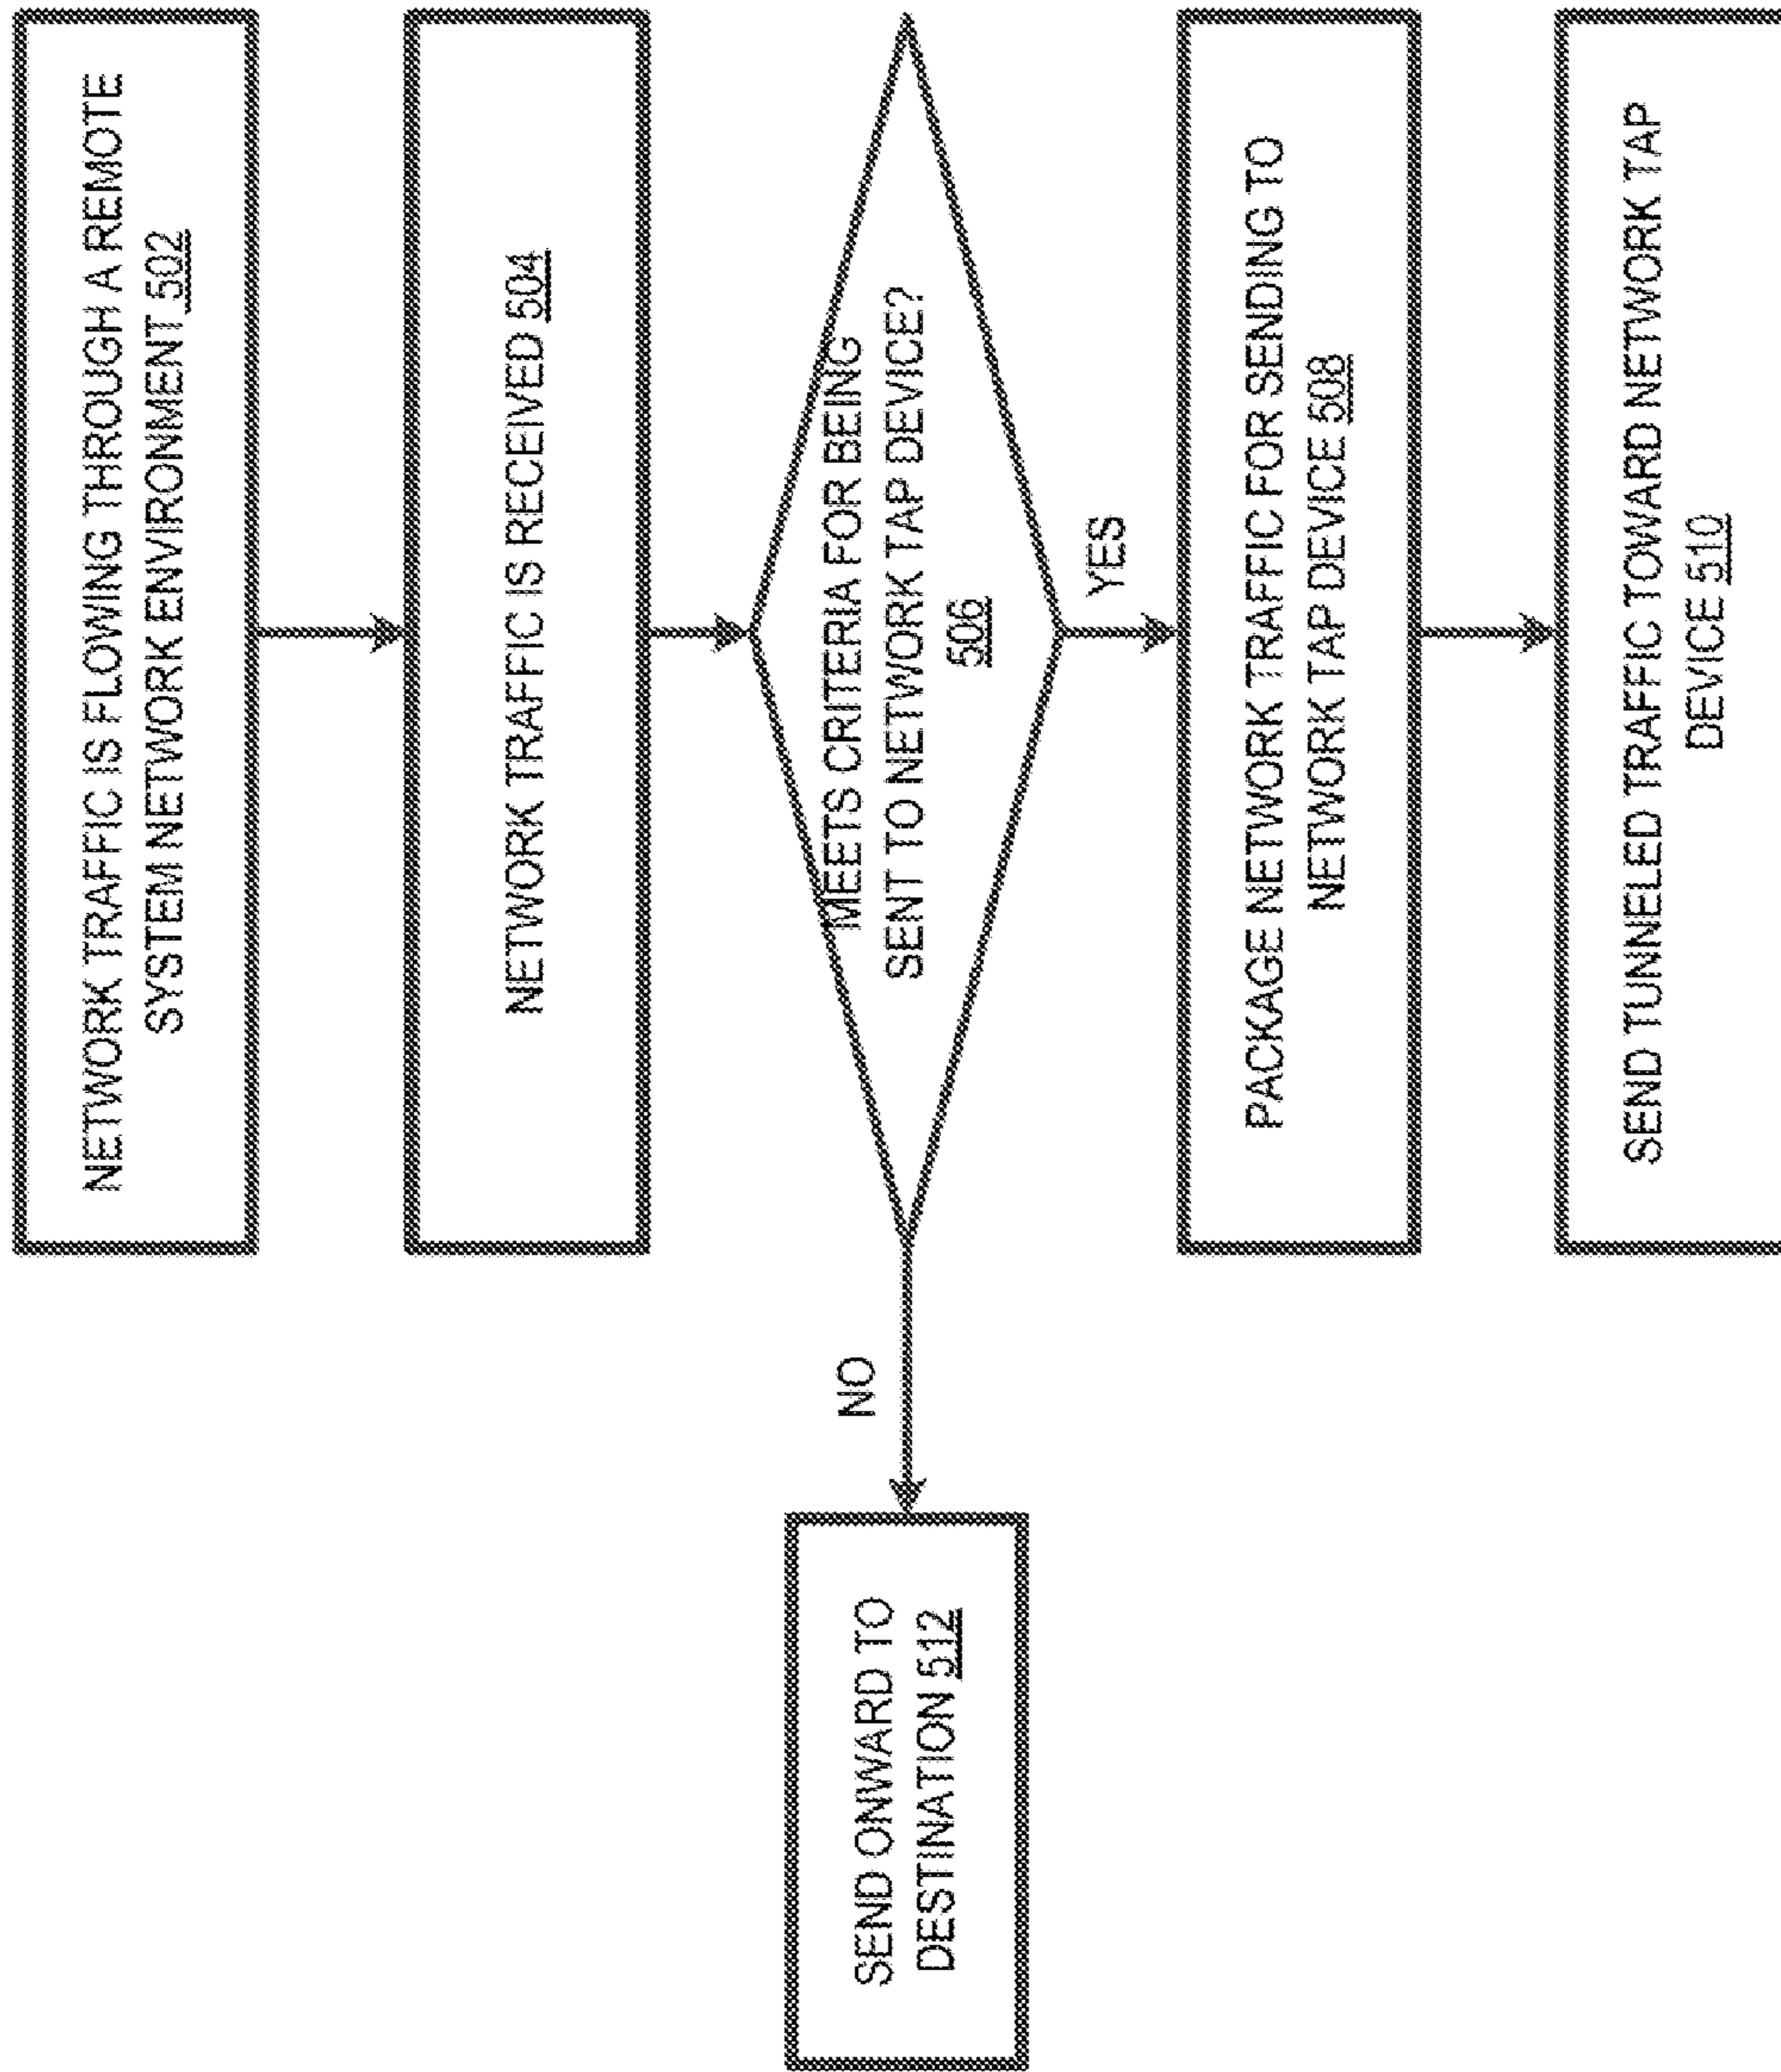 NETWORK TRAFFIC IS FLOWING THROUGH A REMOTE
SYSTEM NETWORK ENVIRONMENT 502
NETWORK TRAFFIC IS RECEIVED 504
MEETS CRITERIA FOR BEING
SENT TO NETWORK TAP DEVICE?
506
NO
YES
SEND ONWARD TO
DESTINATION 512
PACKAGE NETWORK TRAFFIC FOR SENDING TO
NETWORK TAP DEVICE 508
SEND TUNNELED TRAFFIC TOWARD NETWORK TAP
DEVICE 510